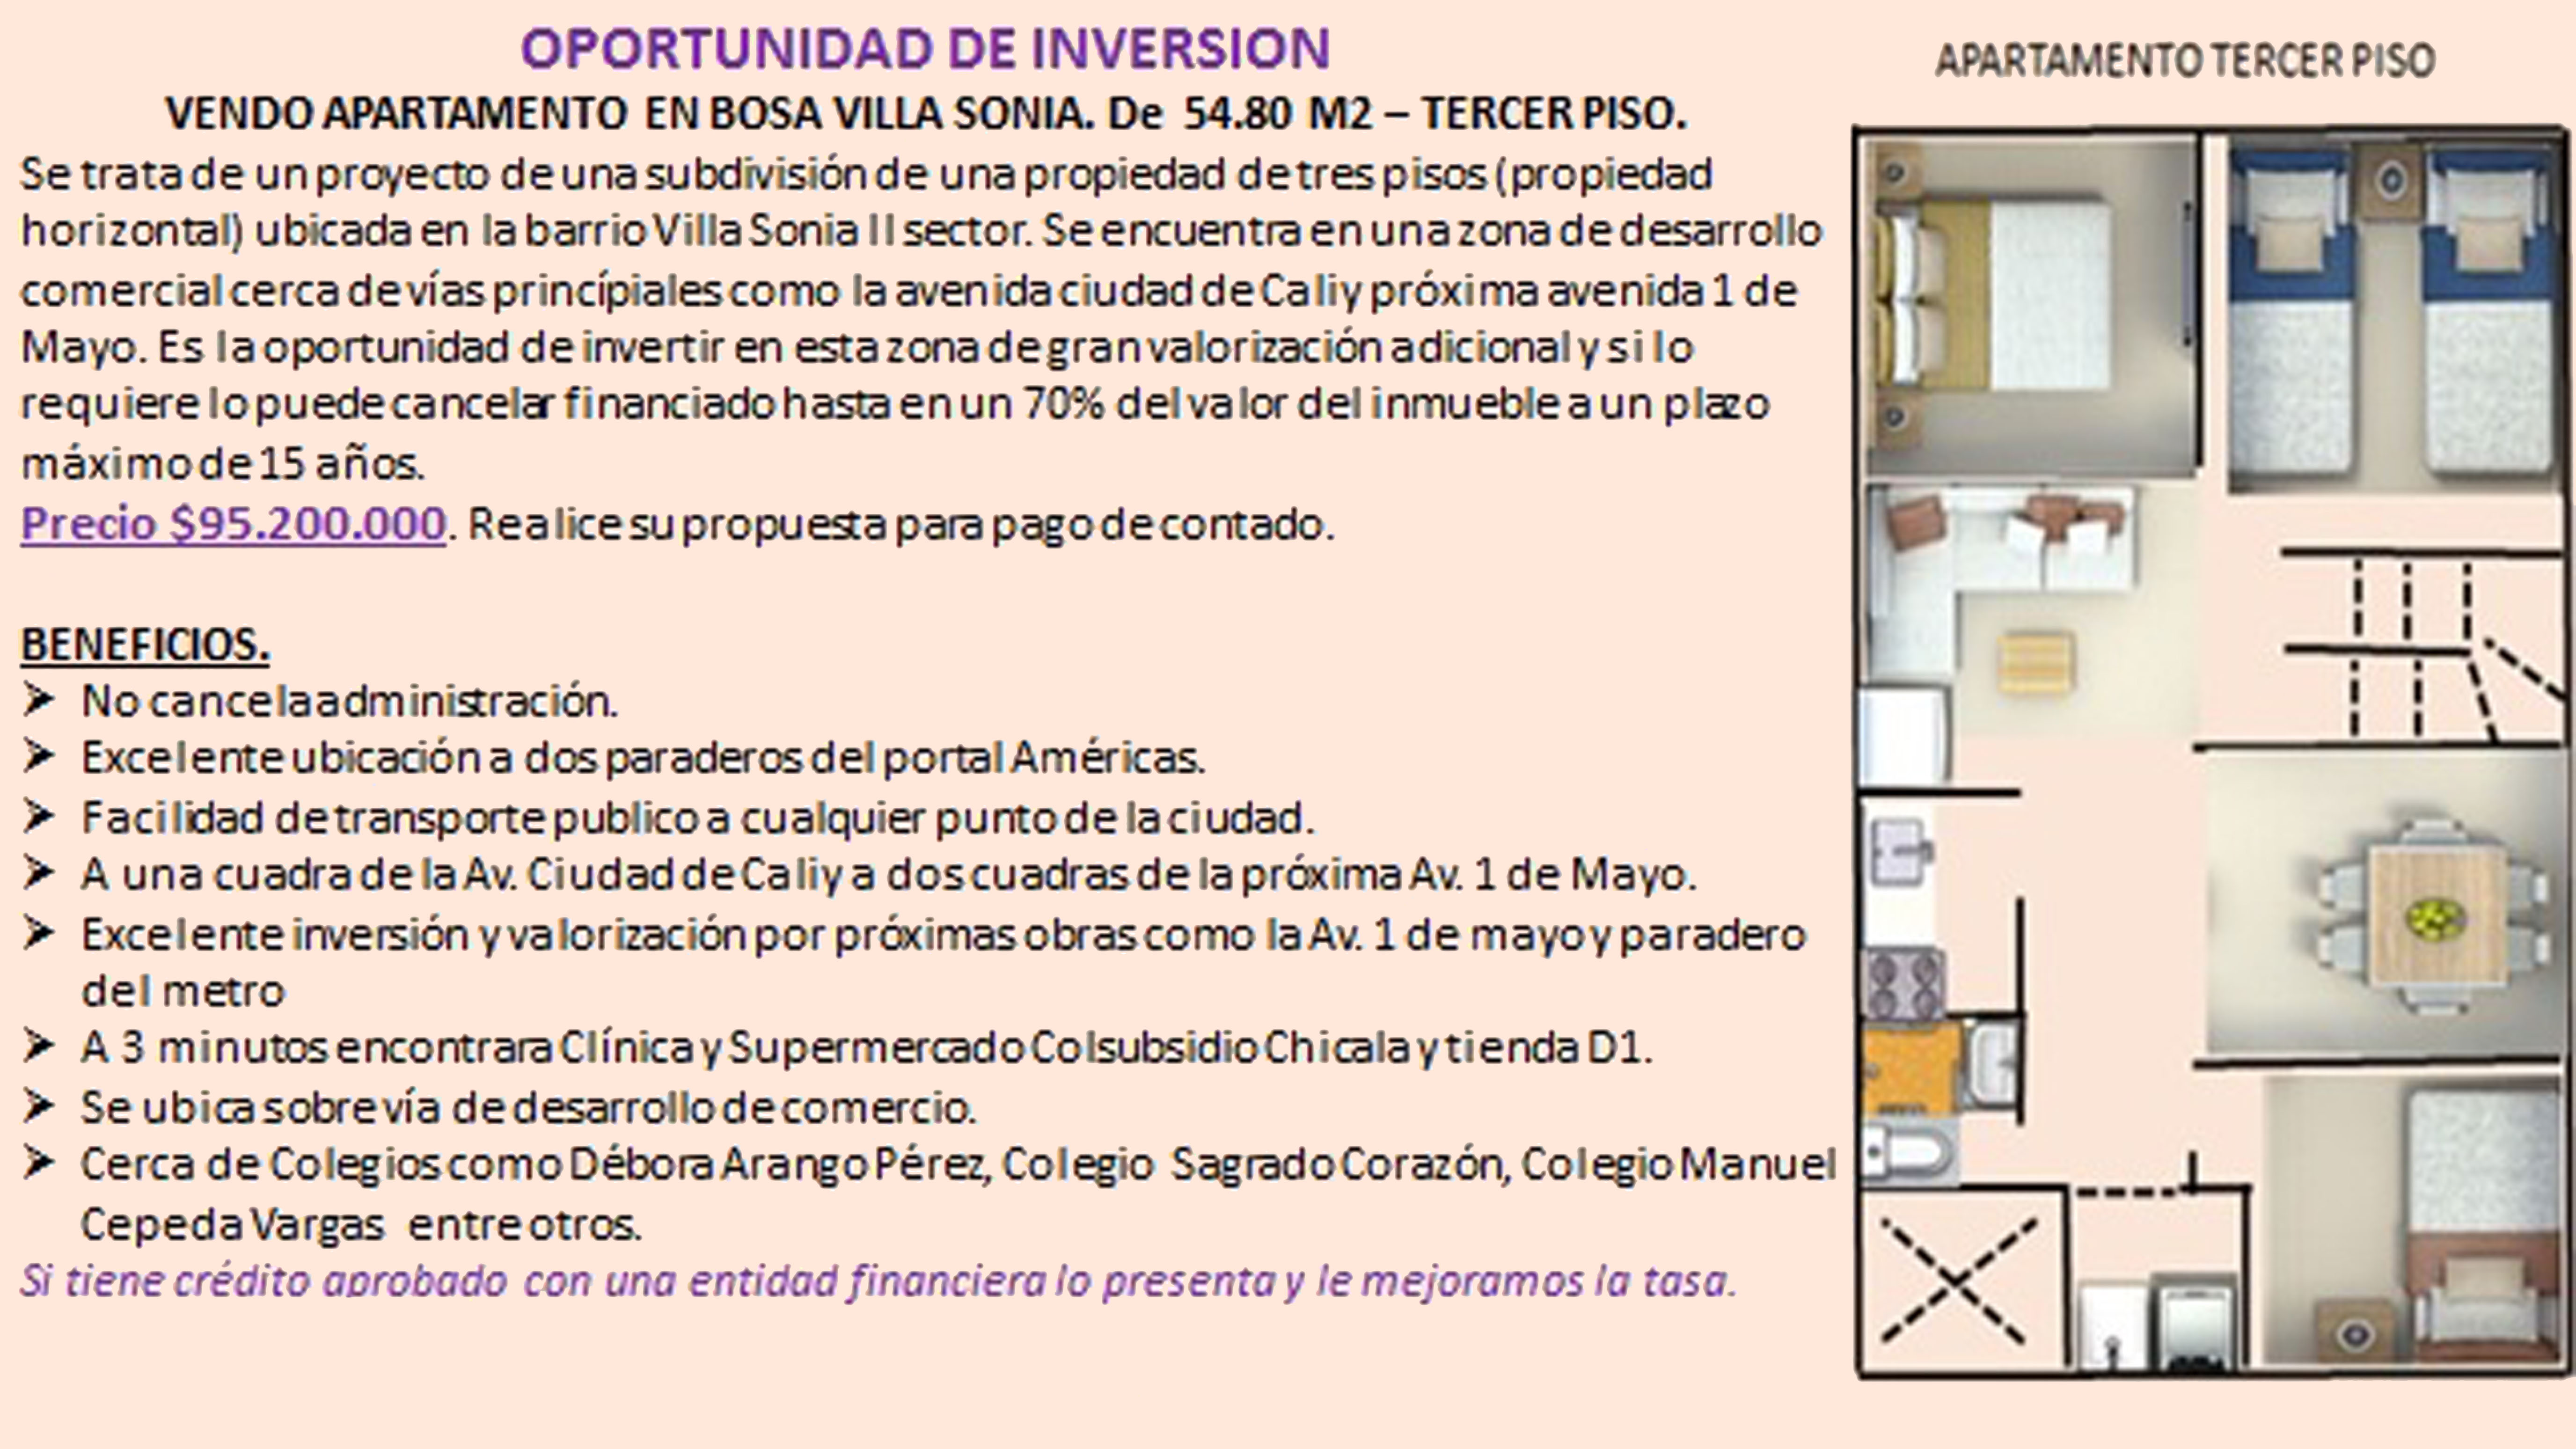 OPORTUNIDAD DE INVERSION
VENDO APARTAMENTO EN BOSA VILLA SONIA. De 54.80 M2 – TERCER PISO.
Se trata de un proyecto de una subdivisión de una propiedad de tres pisos (propiedad
horizontal) ubicada en la barrio Villa Sonia II sector. Se encuentra en una zona de desarrollo
comercial cerca de vías princípiales como la avenida ciudad de Cali y próxima avenida 1 de
Mayo. Es la oportunidad de invertir en esta zona de gran valorización adicional y si lo
requiere lo puede cancelar financiado hasta en un 70% del valor del inmueble a un plazo
máximo de 15 años.
Precio $95.200.000. Realice su propuesta para pago de contado.
BENEFICIOS.
➤ No cancela administración.
➤ Excelente ubicación a dos paraderos del portal Américas.
➤ Facilidad de transporte publico a cualquier punto de la ciudad.
➤ A una cuadra de la Av. Ciudad de Cali y a dos cuadras de la próxima Av. 1 de Mayo.
➤ Excelente inversión y valorización por próximas obras como la Av. 1 de mayo y paradero
del metro
➤ A 3 minutos encontrara Clínica y Supermercado Colsubsidio Chicala y tienda D1.
➤ Se ubica sobre vía de desarrollo de comercio.
➤ Cerca de Colegios como Débora Arango Pérez, Colegio Sagrado Corazón, Colegio Manuel
Cepeda Vargas entre otros.
Si tiene crédito aprobado con una entidad financiera lo presenta y le mejoramos la tasa.
APARTAMENTO TERCER PISO